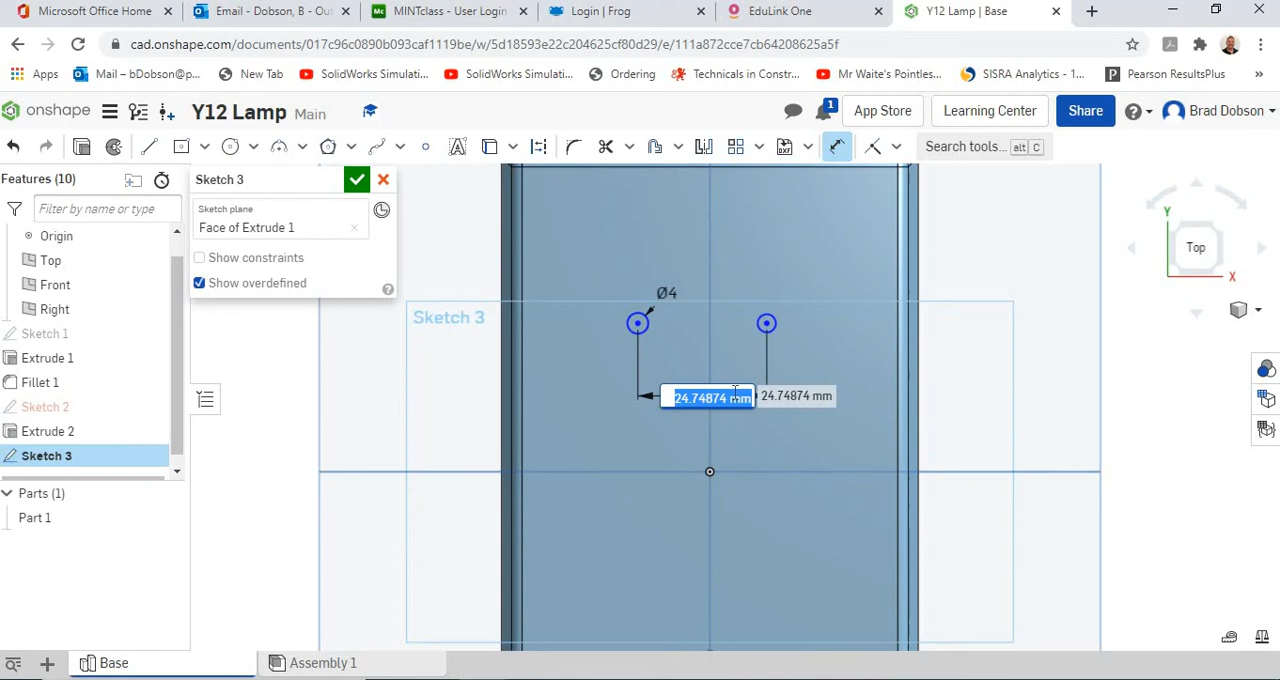 Microsoft Office Home
Email - Dobson, B - Out
MINTclass - User Login
Login | Frog
EduLink One
Y12 Lamp | Base
cad.onshape.com/documents/017c96c0890b093caf1119be/w/5d18593e22c204625cf80d29/e/111a872cce7cb64208625a5f
Apps
Mail – bDobson@p...
New Tab
SolidWorks Simulati...
SolidWorks Simulati...
Ordering
Technicals in Constr...
Mr Waite's Pointles...
SISRA Analytics - 1...
Pearson ResultsPlus
»
onshape
Y12 Lamp Main
1
App Store
Learning Center
Share
Brad Dobson
Search tools... alt C
Features (10)
Filter by name or type
Origin
Top
Front
Right
Sketch 1
Extrude 1
Fillet 1
Sketch 2
Extrude 2
Sketch 3
Parts (1)
Part 1
Sketch 3
Sketch plane
Face of Extrude 1
Show constraints
Show overdefined
Sketch 3
Ø4
24.74874 mm
24.74874 mm
Y
Top
X
Base
Assembly 1